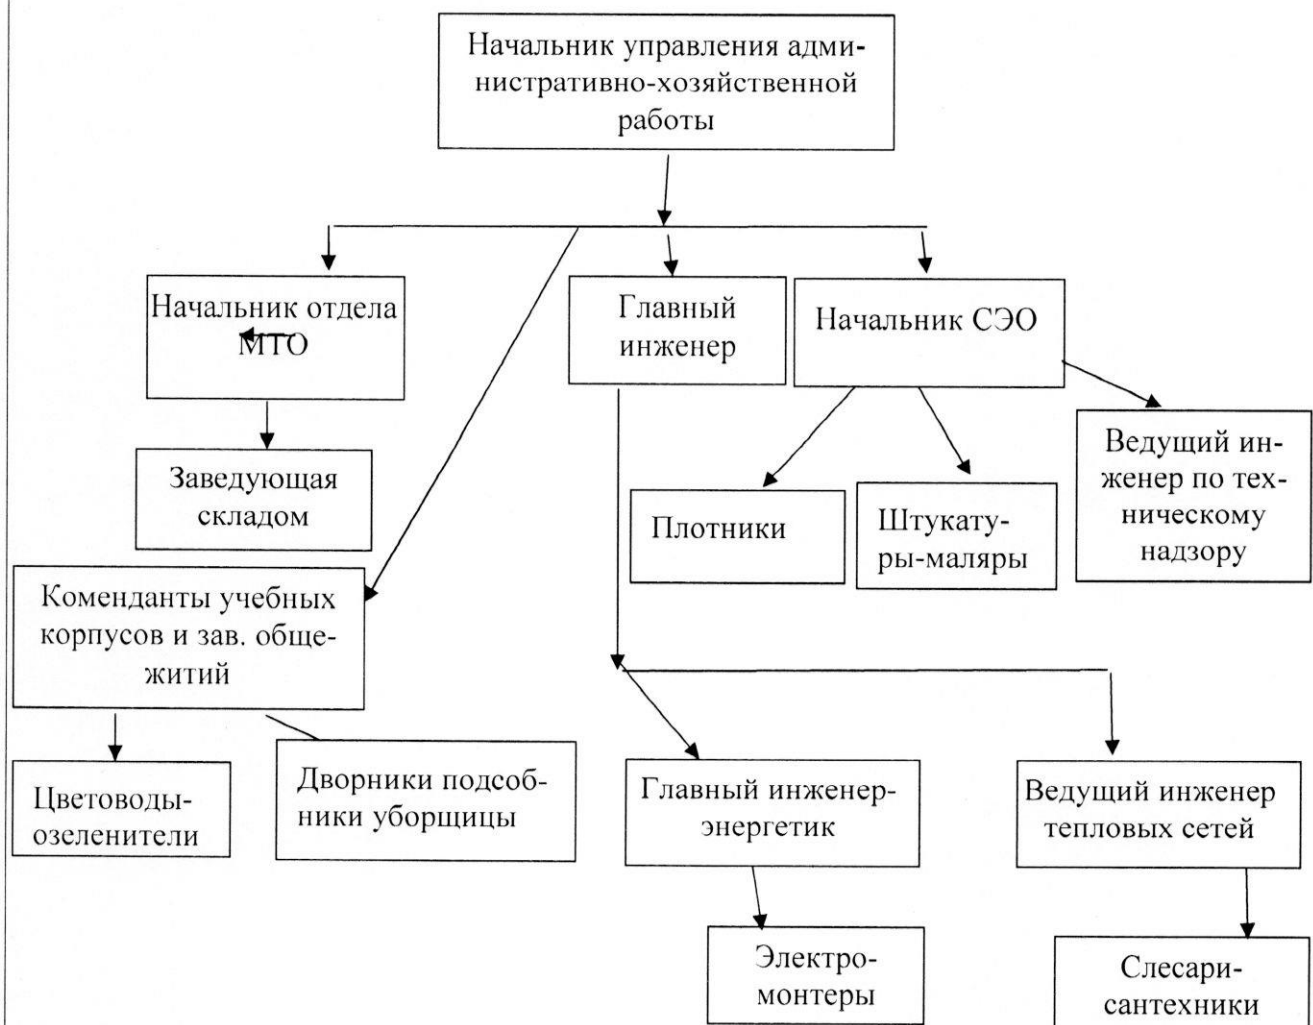 Начальник управления адми-
нистративно-хозяйственной
работы
Начальник отдела
МТО
Главный
инженер
Начальник СЭО
Заведующая
складом
Плотники
Штукату-
ры-маляры
Ведущий ин-
женер по тех-
ническому
надзору
Коменданты учебных
корпусов и зав. обще-
житий
Цветоводы-
озеленители
Дворники подсоб-
ники уборщицы
Главный инженер-
энергетик
Ведущий инженер
тепловых сетей
Электро-
монтеры
Слесари-
сантехники